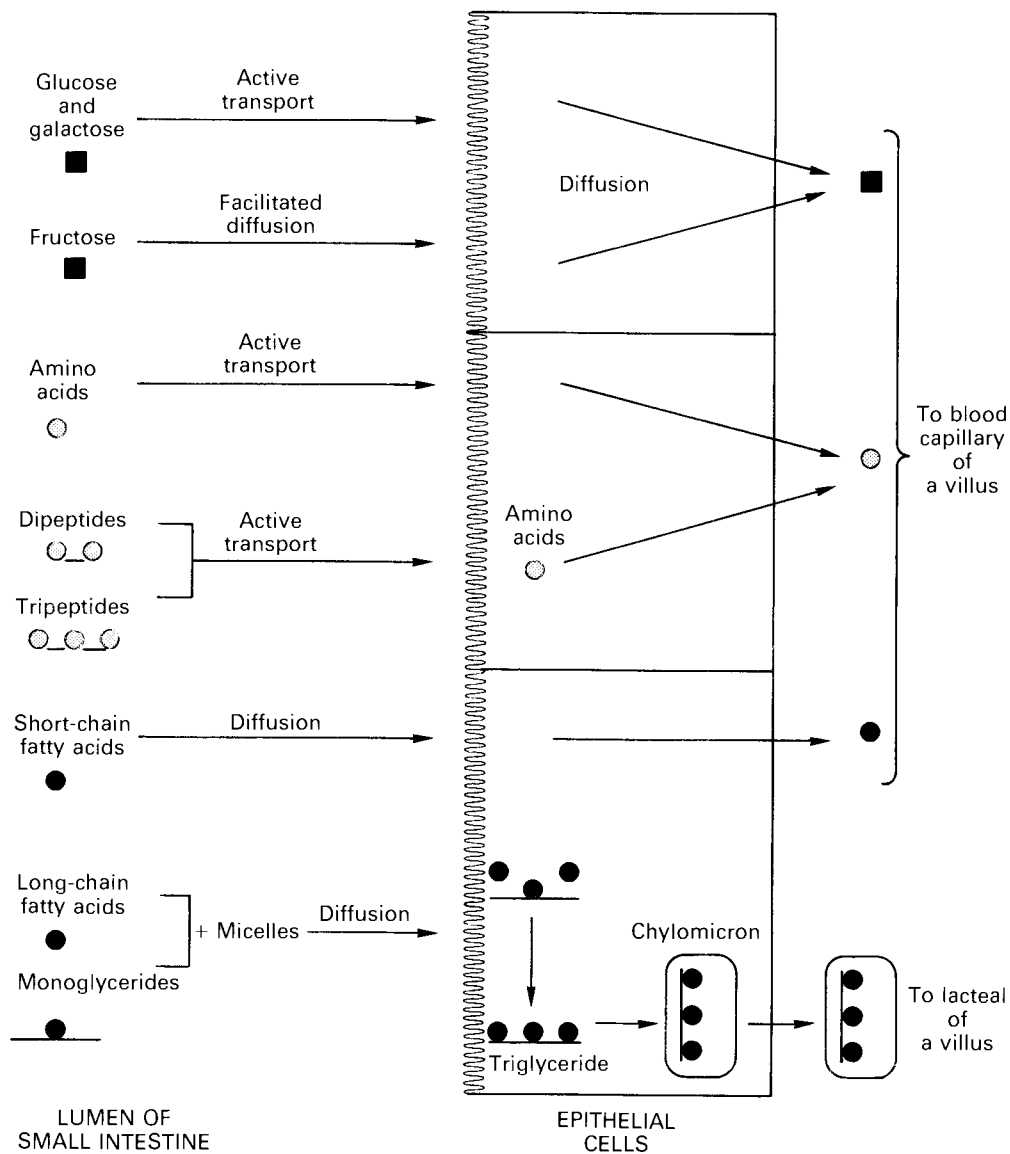 Glucose
and
galactose
Active
transport
Fructose
Facilitated
diffusion
Diffusion
Amino
acids
Active
transport
Dipeptides
Tripeptides
Active
transport
Amino
acids
To blood
capillary
of
a villus
Short-chain
fatty acids
Diffusion
Long-chain
fatty acids
Monoglycerides
+ Micelles
Diffusion
Triglyceride
Chylomicron
To lacteal
of
a villus
LUMEN OF
SMALL INTESTINE
EPITHELIAL
CELLS